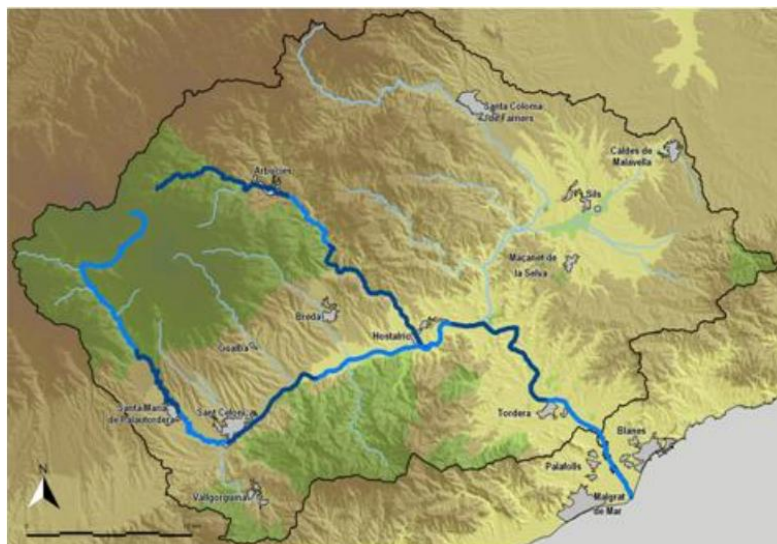 Santa Coloma
de Farners
Caldes de
Malavella
Arbúcies
Sils
Maçanet de
la Selva
Breda
Hostalric
Gualba
Santa Maria
de Palautordera
Sant Celoni
Tordera
Blanes
Palafolls
N
Vallgorguina
Malgrat
de Mar